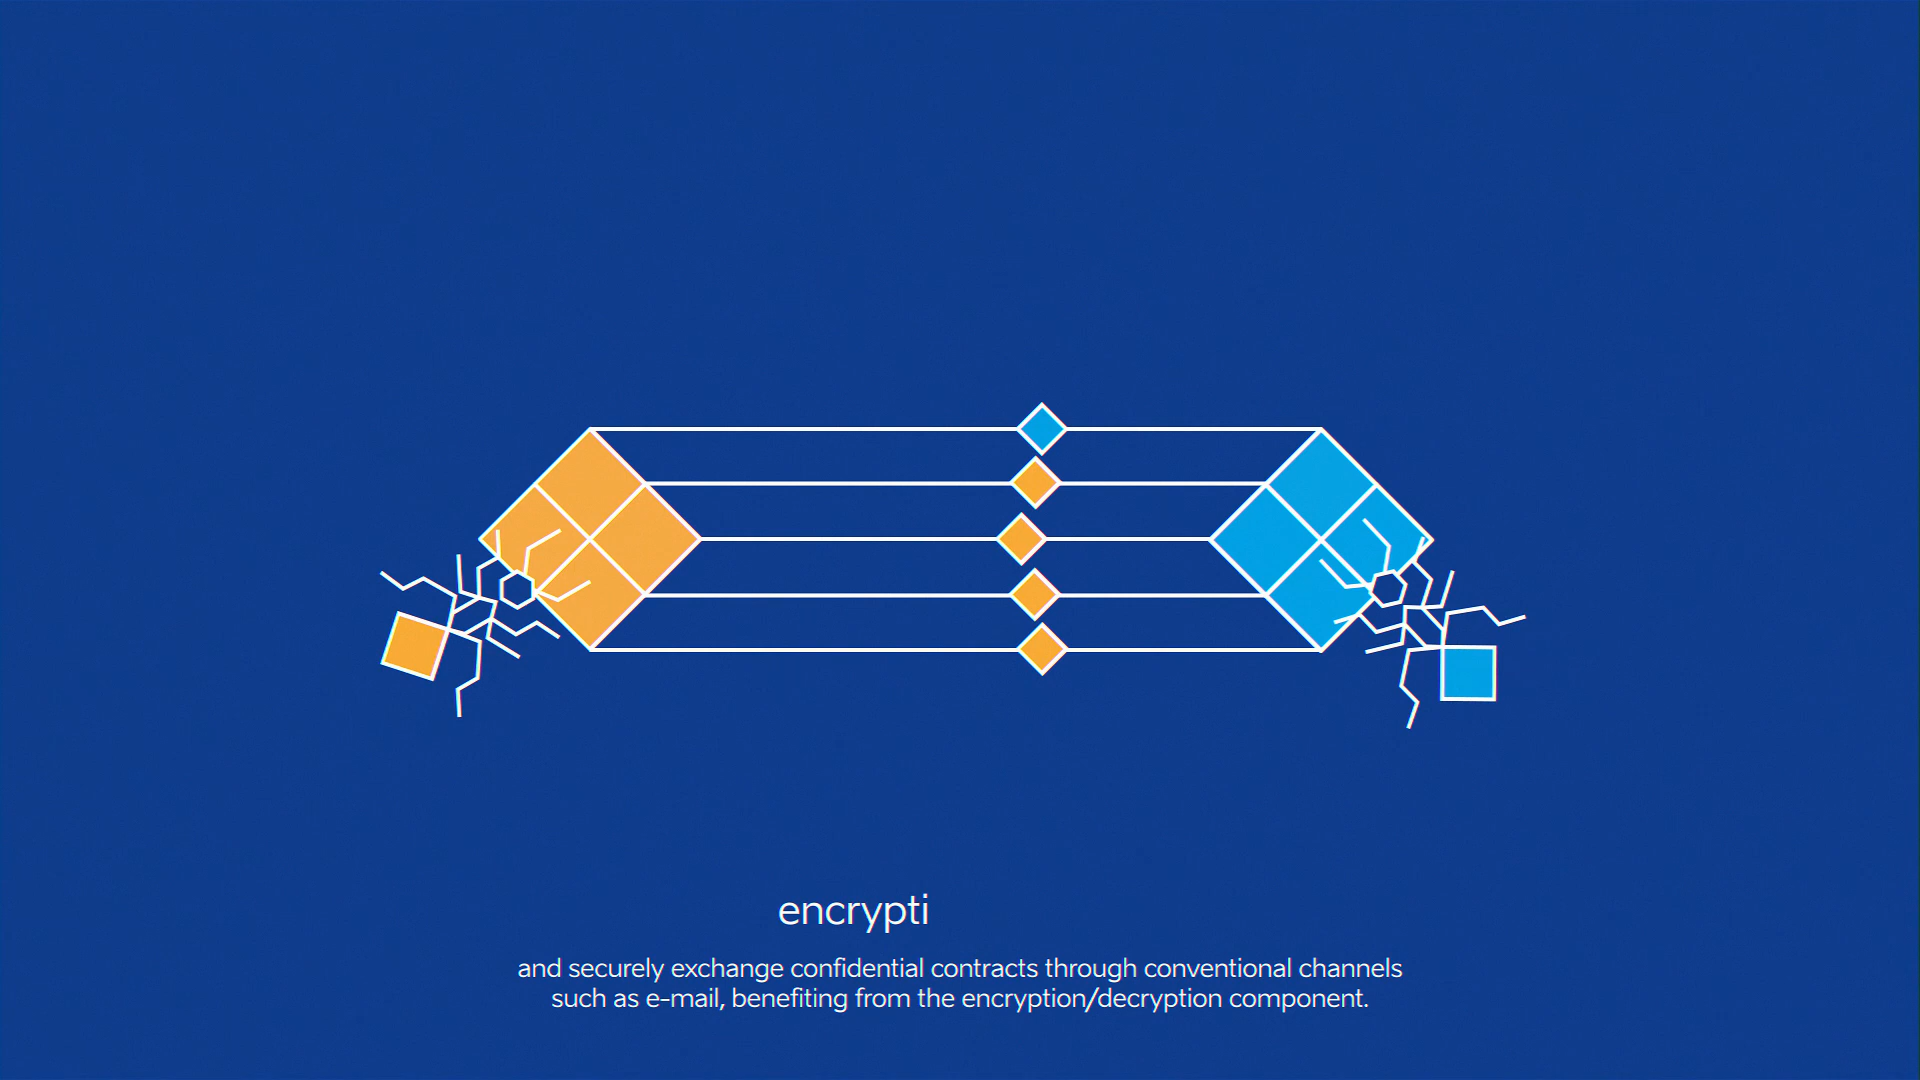 encrypti
and securely exchange confidential contracts through conventional channels
such as e-mail, benefiting from the encryption/decryption component.